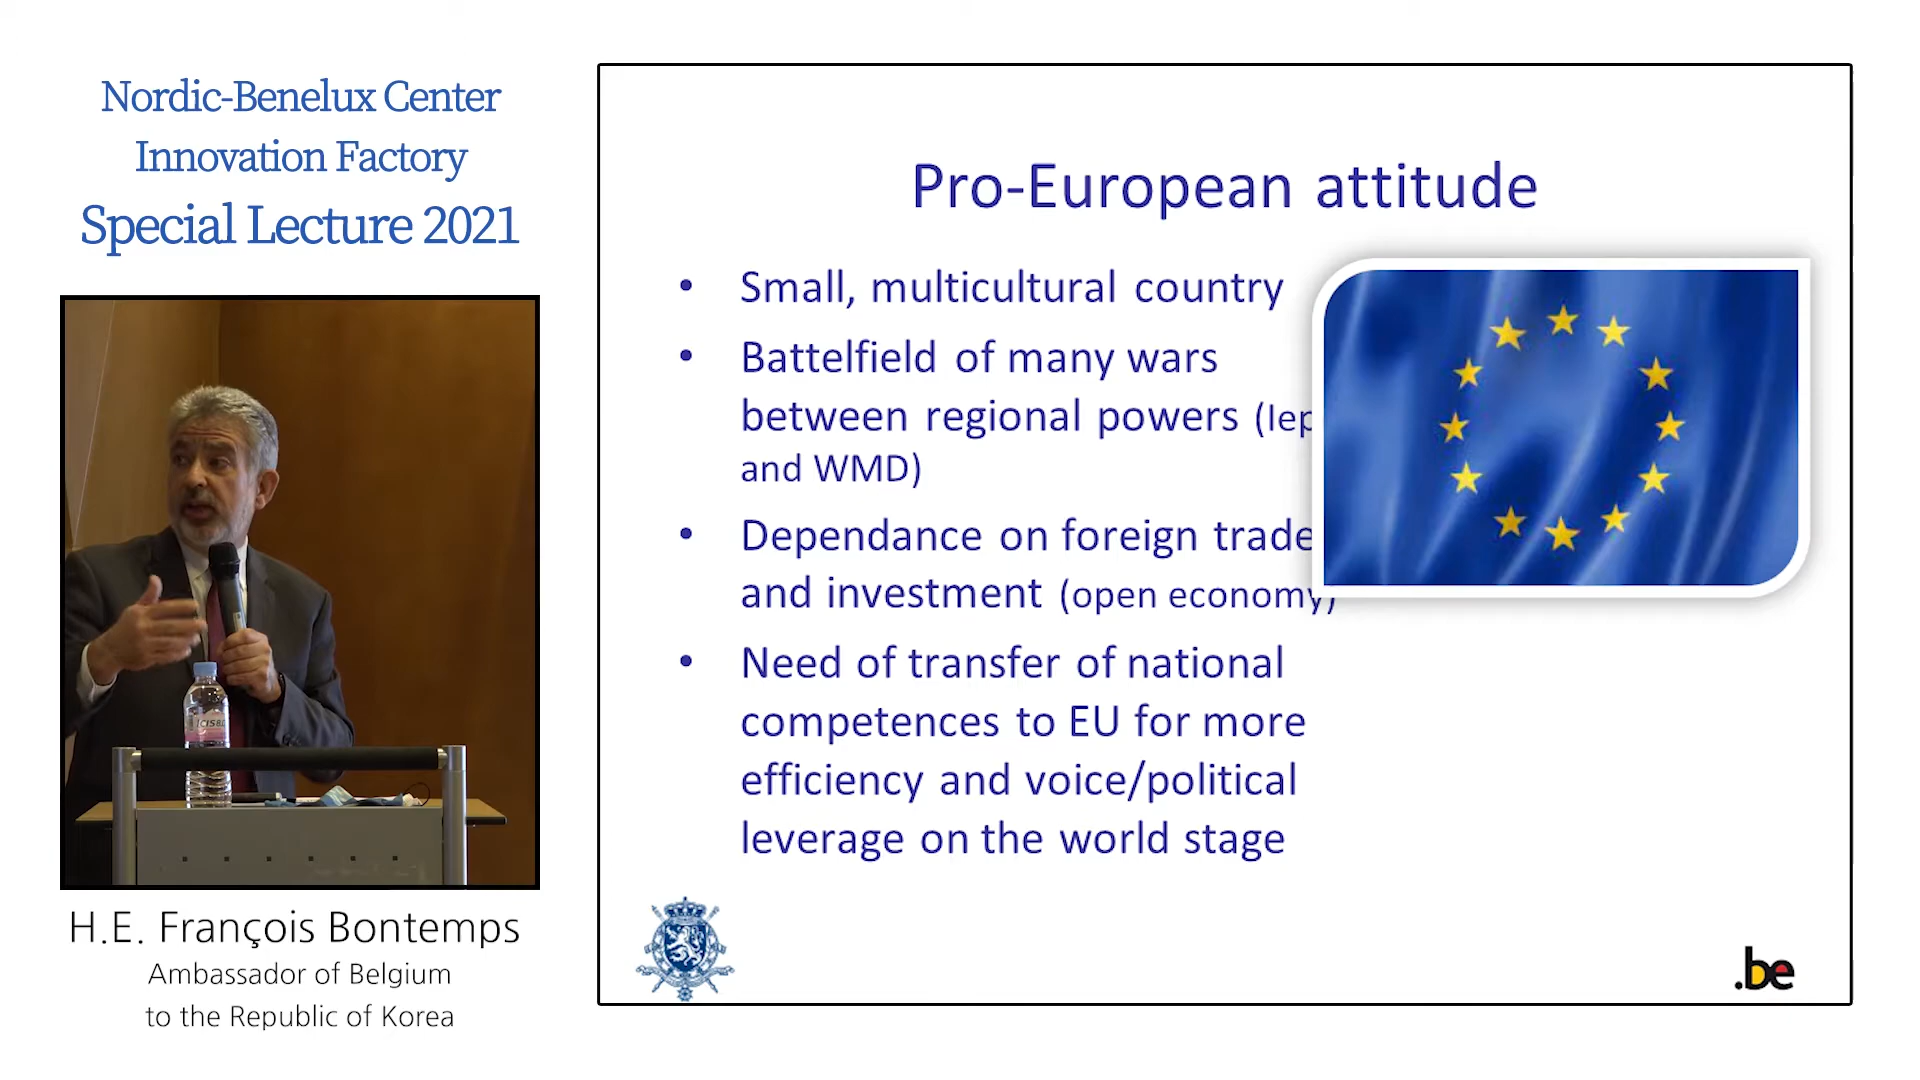 Nordic-Benelux Center
Innovation Factory
Special Lecture 2021
H.E. François Bontemps
Ambassador of Belgium
to the Republic of Korea
Pro-European attitude
• Small, multicultural country
• Battelfield of many wars
between regional powers
and WMD)
• Dependance on foreign trade
and investment (open economy)
• Need of transfer of national
competences to EU for more
efficiency and voice/political
leverage on the world stage
.be